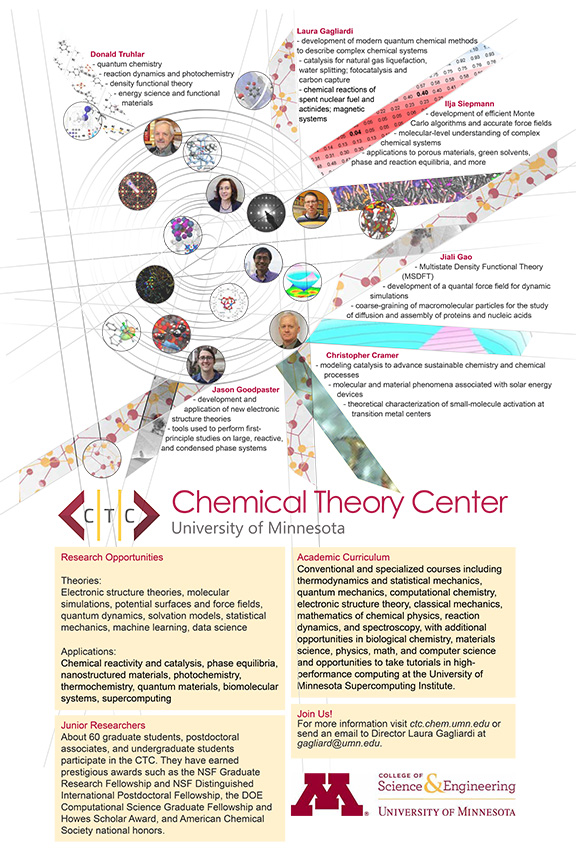 Laura Gagliardi
- development of modern quantum chemical methods
to describe complex chemical systems
- catalysis for natural gas liquefaction,
water splitting; fotocatalysis and
carbon capture
- chemical reactions of
spent nuclear fuel and
actinides; magnetic
systems
Donald Truhlar
- quantum chemistry
- reaction dynamics and photochemistry
- density functional theory
- energy science and functional
materials
Ilja Siepmann
- development of efficient Monte
Carlo algorithms and accurate force fields
- molecular-level understanding of complex
chemical systems
- applications to porous materials, green solvents,
phase and reaction equilibria, and more
Jiali Gao
- Multistate Density Functional Theory
(MSDFT)
- development of a quantal force field for dynamic
simulations
- coarse-graining of macromolecular particles for the study
of diffusion and assembly of proteins and nucleic acids
Christopher Cramer
- modeling catalysis to advance sustainable chemistry and chemical
processes
- molecular and material phenomena associated with solar energy
devices
- theoretical characterization of small-molecule activation at
transition metal centers
Jason Goodpaster
- development and
application of new electronic
structure theories
- tools used to perform first-
principle studies on large, reactive,
and condensed phase systems
CTC
Chemical Theory Center
University of Minnesota
Research Opportunities
Theories:
Electronic structure theories, molecular
simulations, potential surfaces and force fields,
quantum dynamics, solvation models, statistical
mechanics, machine learning, data science
Applications:
Chemical reactivity and catalysis, phase equilibria,
nanostructured materials, photochemistry,
thermochemistry, quantum materials, biomolecular
systems, supercomputing
Junior Researchers
About 60 graduate students, postdoctoral
associates, and undergraduate students
participate in the CTC. They have earned
prestigious awards such as the NSF Graduate
Research Fellowship and NSF Distinguished
International Postdoctoral Fellowship, the DOE
Computational Science Graduate Fellowship and
Howes Scholar Award, and American Chemical
Society national honors.
Academic Curriculum
Conventional and specialized courses including
thermodynamics and statistical mechanics,
quantum mechanics, computational chemistry,
electronic structure theory, classical mechanics,
mathematics of chemical physics, reaction
dynamics, and spectroscopy, with additional
opportunities in biological chemistry, materials
science, physics, math, and computer science
and opportunities to take tutorials in high-
performance computing at the University of
Minnesota Supercomputing Institute.
Join Us!
For more information visit ctc.chem.umn.edu or
send an email to Director Laura Gagliardi at
gagliard@umn.edu.
M
COLLEGE OF
Science & Engineering
UNIVERSITY OF MINNESOTA